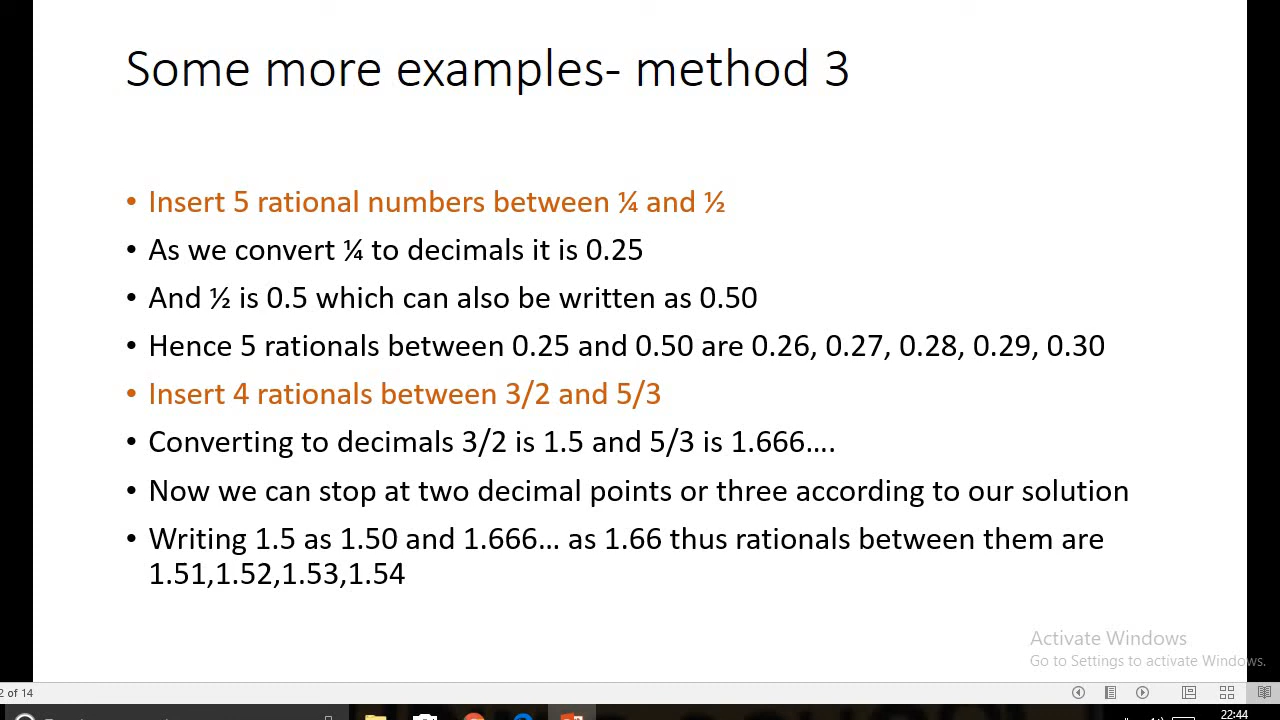 Some more examples- method 3
• Insert 5 rational numbers between ¼ and ½
• As we convert ¼ to decimals it is 0.25
• And ½ is 0.5 which can also be written as 0.50
• Hence 5 rationals between 0.25 and 0.50 are 0.26, 0.27, 0.28, 0.29, 0.30
• Insert 4 rationals between 3/2 and 5/3
• Converting to decimals 3/2 is 1.5 and 5/3 is 1.666....
• Now we can stop at two decimal points or three according to our solution
• Writing 1.5 as 1.50 and 1.666... as 1.66 thus rationals between them are
1.51,1.52,1.53,1.54
Activate Windows
Go to Settings to activate Windows.
of 14
22:44